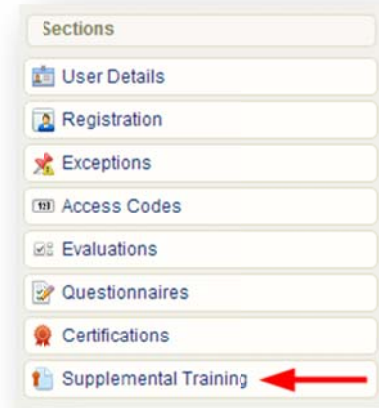 Sections
User Details
Registration
Exceptions
Access Codes
Evaluations
Questionnaires
Certifications
Supplemental Training